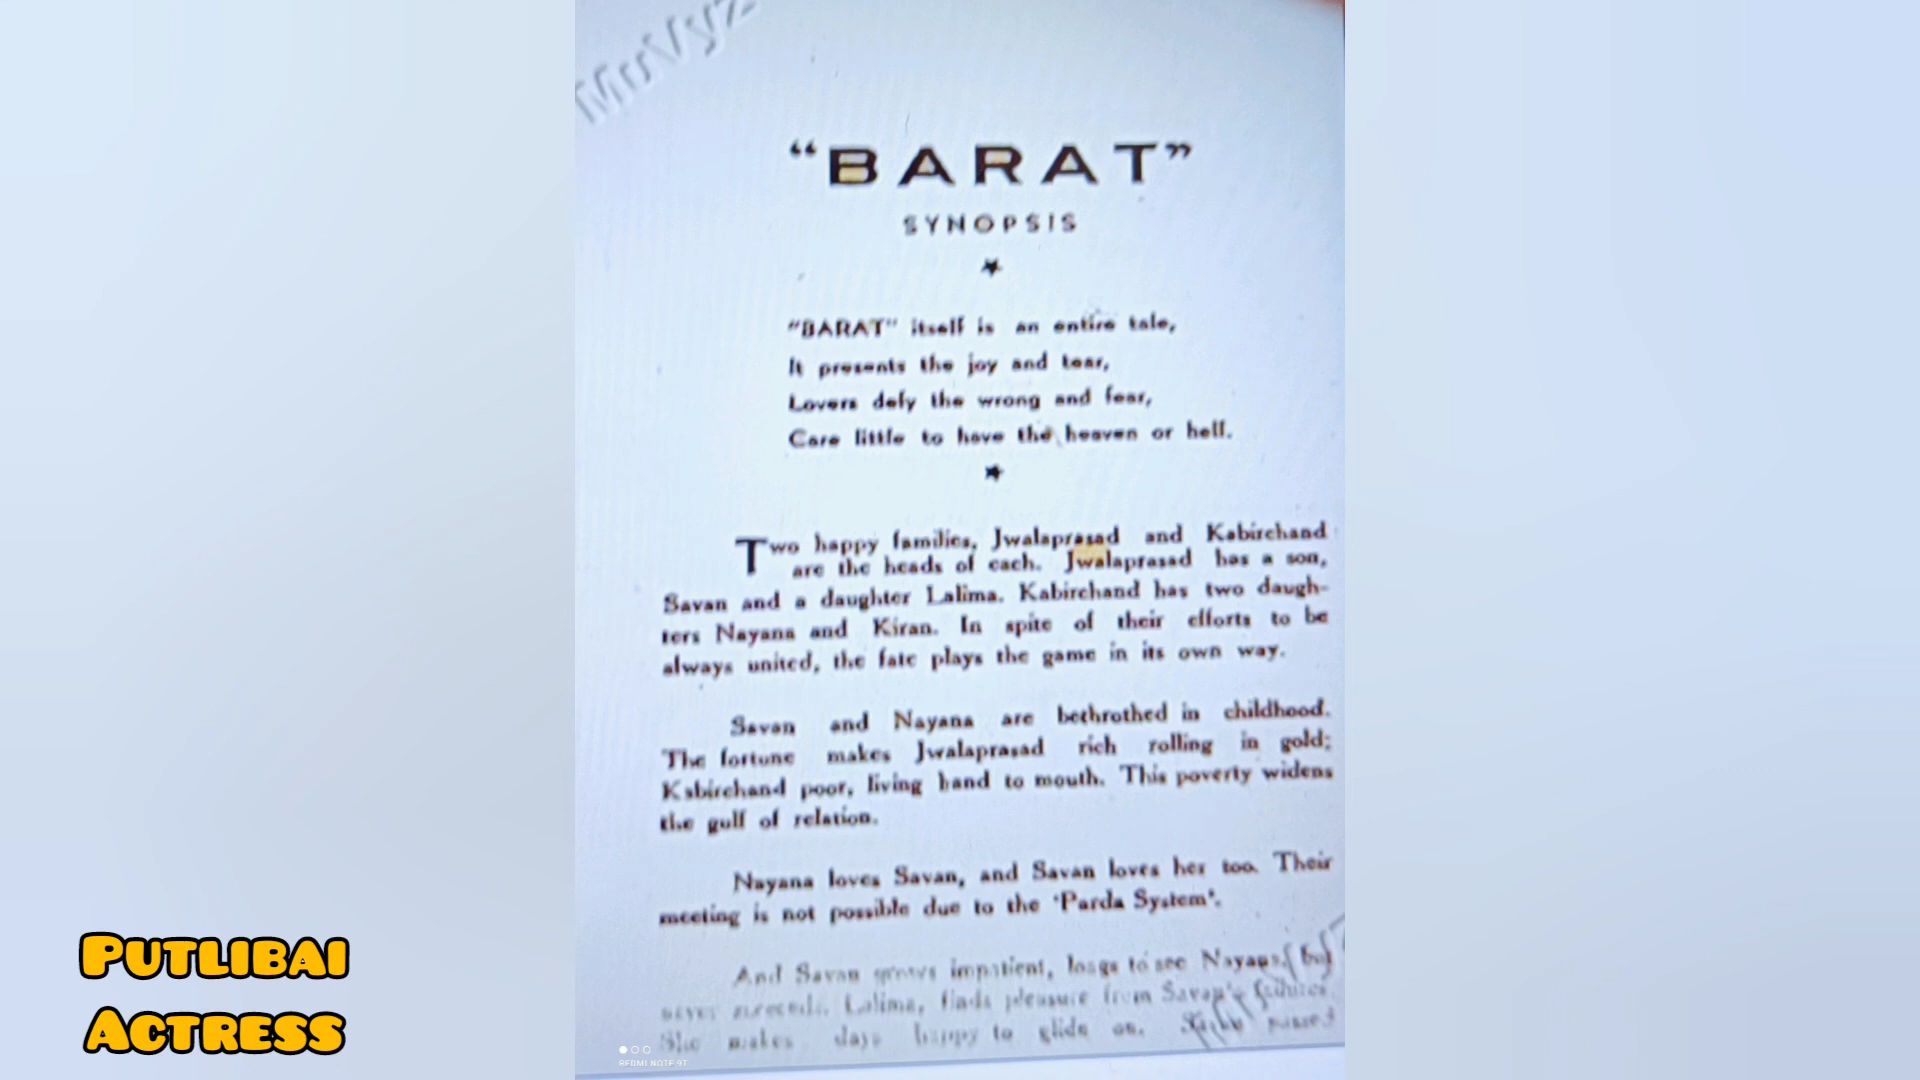 "BARAT"
SYNOPSIS
"BARAT" itself is an entire tale,
It presents the joy and tear,
Lovers defy the wrong and fear,
Care little to have the heaven or hell.
Two happy families, Jwalaprasad and Kabirchand
are the heads of each. Jwalaprasad has a son,
Savan and a daughter Lalima. Kabirchand has two daugh-
ters Nayana and Kiran. In spite of their efforts to be
always united, the fate plays the game in its own way.
Savan and Nayana are bethrothed in childhood.
The fortune makes Jwalaprasad rich rolling in gold;
Kabirchand poor, living hand to mouth. This poverty widens
the gulf of relation.
Nayana loves Savan, and Savan loves her too. Their
meeting is not possible due to the 'Parda System'.
And Savan grows impatient, longs to see Nayana, but
never succeeds. Lalima, finds pleasure from Savan's failures.
She makes days happy to glide on.
REDMI NOTE 9T
PUTLIBAI
ACTRESS